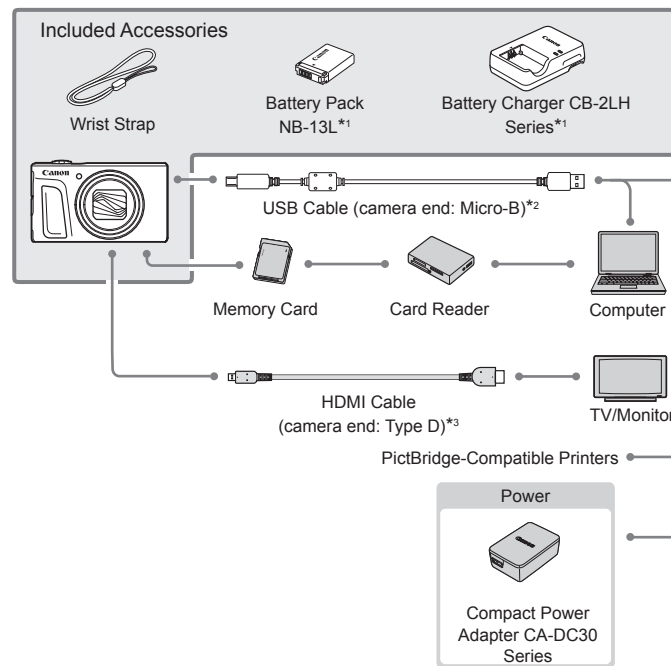 Included Accessories
Wrist Strap
Battery Pack
NB-13L*1
Battery Charger CB-2LH
Series*1
Canon
USB Cable (camera end: Micro-B)*2
Memory Card
Card Reader
Computer
HDMI Cable
(camera end: Type D)*3
TV/Monitor
PictBridge-Compatible Printers
Power
Compact Power
Adapter CA-DC30
Series